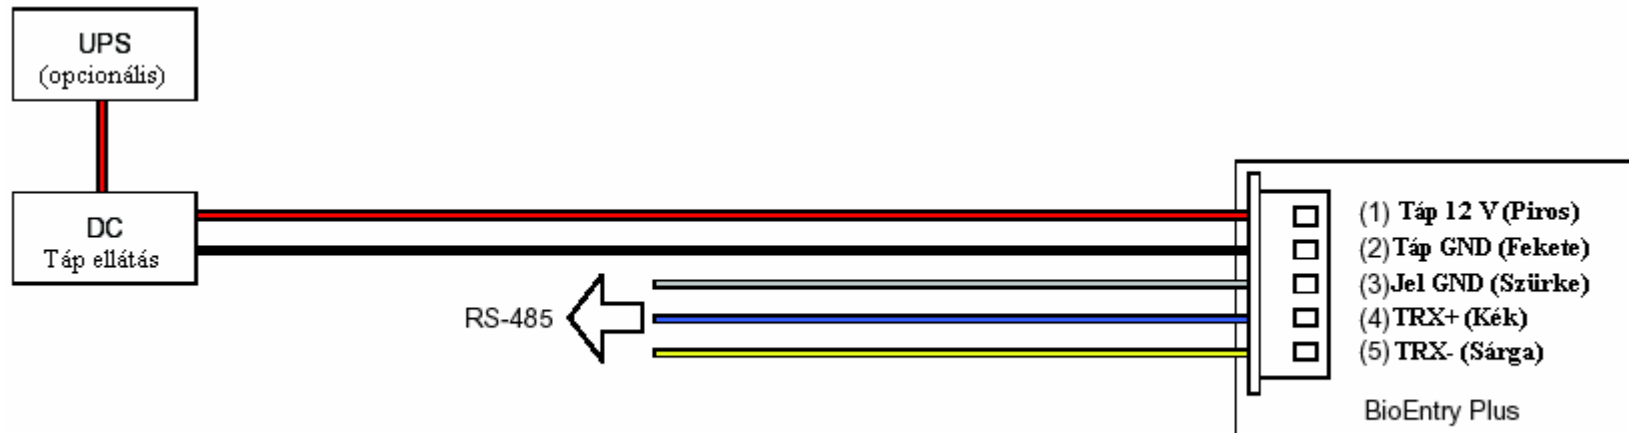 UPS
(opcionális)
DC
Táp ellátás
RS-485
(1) Táp 12 V (Piros)
(2) Táp GND (Fekete)
(3) Jel GND (Szürke)
(4) TRX+ (Kék)
(5) TRX- (Sárga)
BioEntry Plus